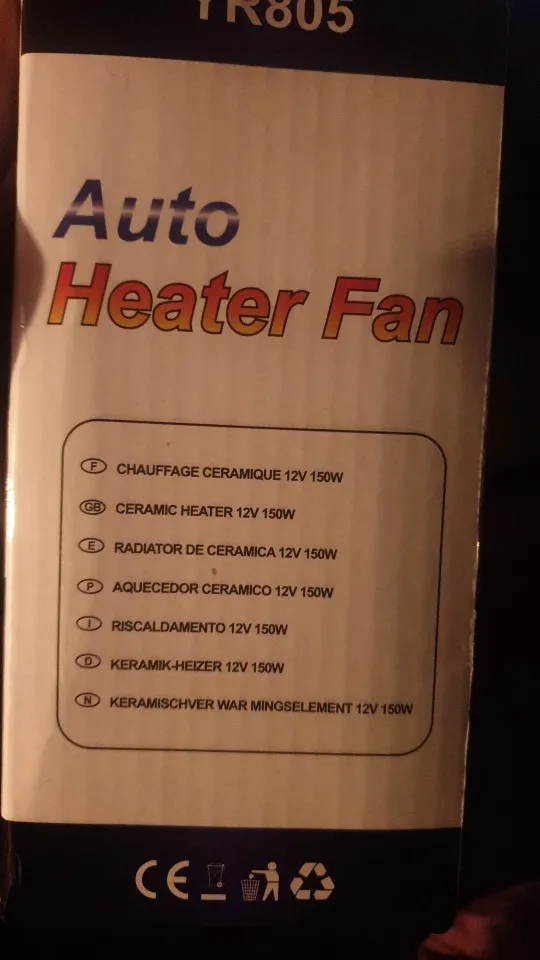 YR805
Auto
Heater Fan
F CHAUFFAGE CERAMIQUE 12V 150W
GB CERAMIC HEATER 12V 150W
E RADIATOR DE CERAMICA 12V 150W
P AQUECEDOR CERAMICO 12V 150W
I RISCALDAMENTO 12V 150W
D KERAMIK-HEIZER 12V 150W
N KERAMISCHVER WAR MINGSELEMENT 12V 150W
CE